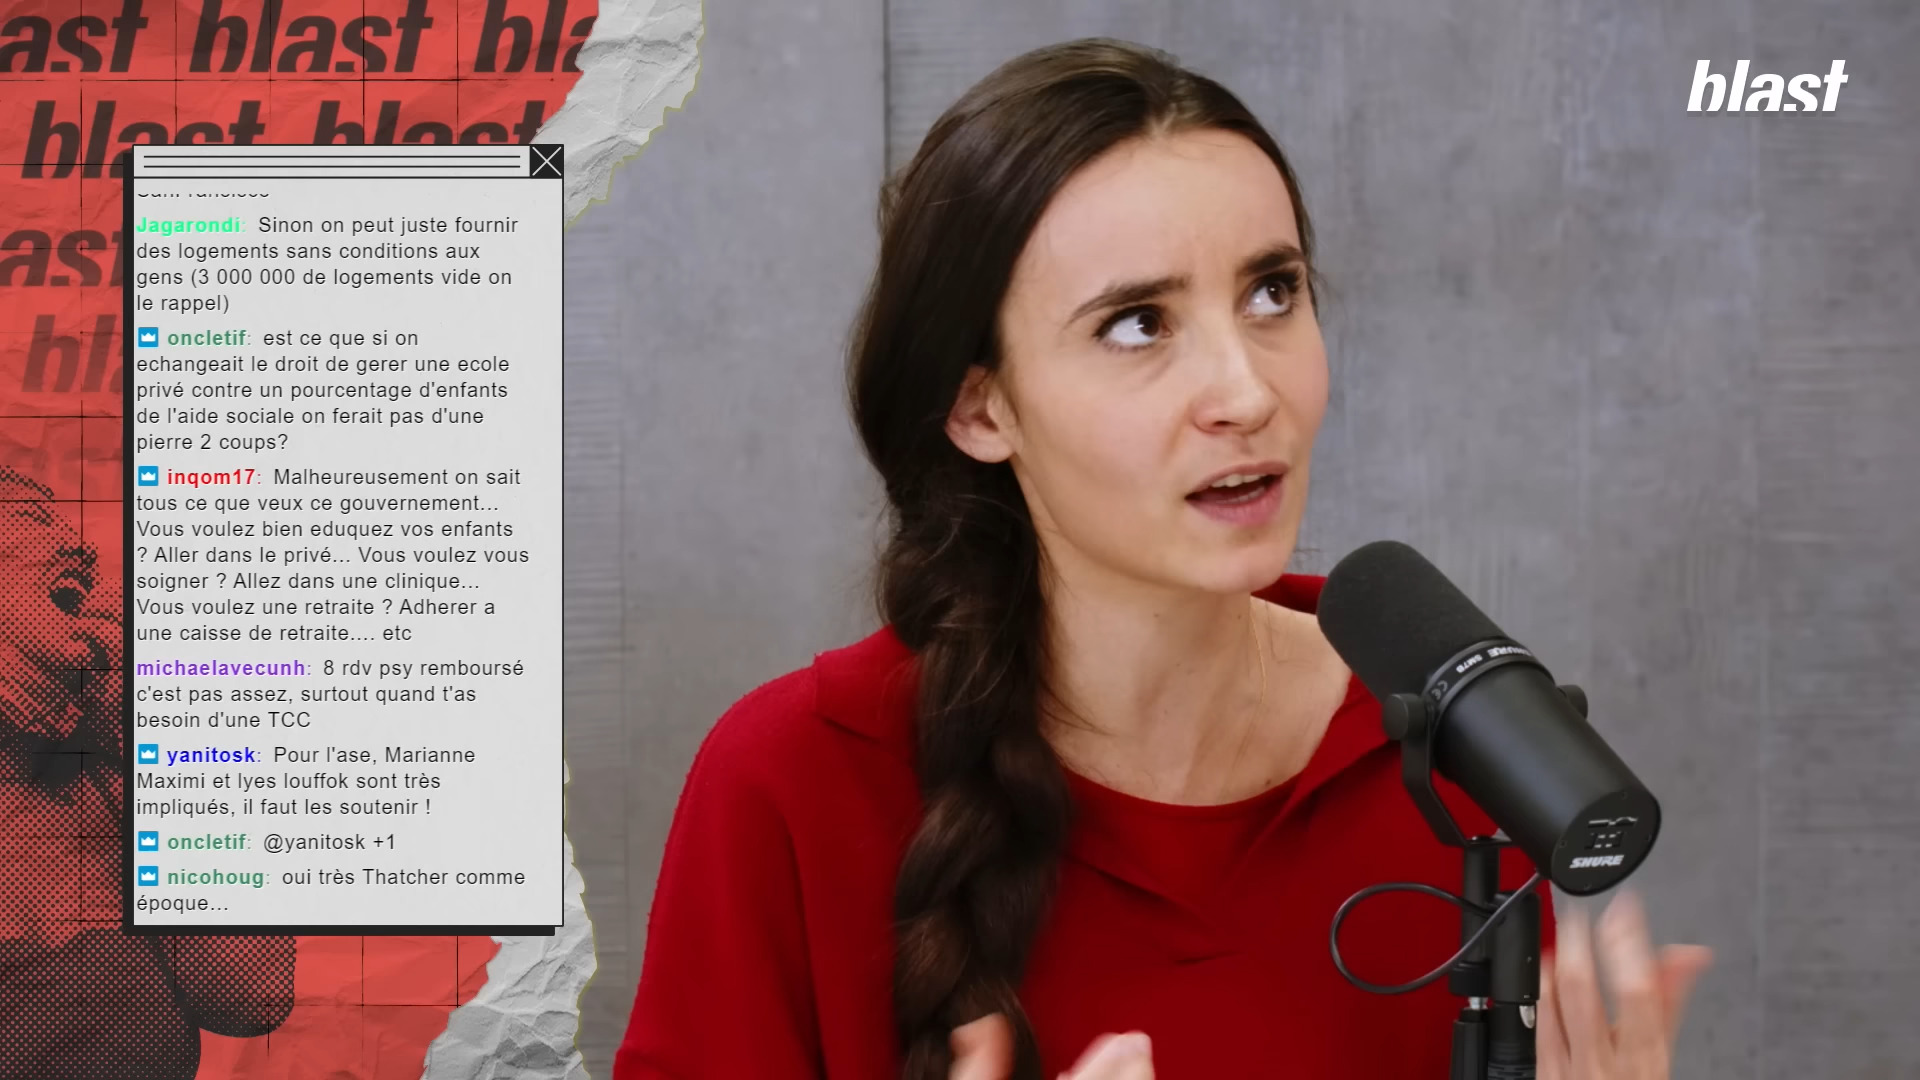 blast blast
blast blast
blast
Jagarondi: Sinon on peut juste fournir
des logements sans conditions aux
gens (3 000 000 de logements vide on
le rappel)
oncletif: est ce que si on
echangeait le droit de gerer une ecole
privé contre un pourcentage d'enfants
de l'aide sociale on ferait pas d'une
pierre 2 coups?
inqom17: Malheureusement on sait
tous ce que veux ce gouvernement...
Vous voulez bien eduquez vos enfants
? Aller dans le privé... Vous voulez vous
soigner ? Allez dans une clinique...
Vous voulez une retraite ? Adherer a
une caisse de retraite.... etc
michaelavecunh: 8 rdv psy remboursé
c'est pas assez, surtout quand t'as
besoin d'une TCC
yanitosk: Pour l'ase, Marianne
Maximi et lyes louffok sont très
impliqués, il faut les soutenir !
oncletif: @yanitosk +1
nicohoug: oui très Thatcher comme
époque...
SHURE SM7B
SHURE